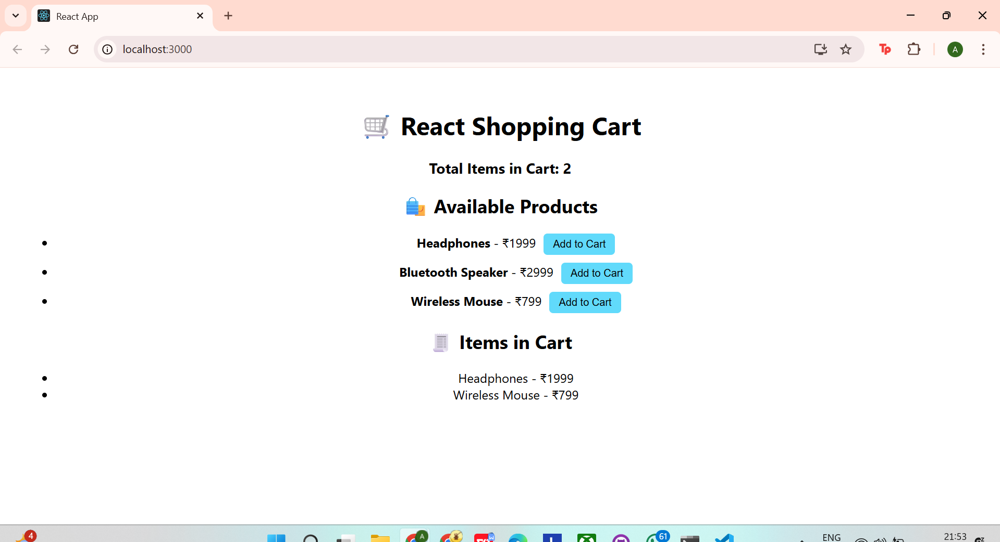 React App
localhost:3000
Tp
A
React Shopping Cart
Total Items in Cart: 2
Available Products
Headphones - ₹1999 Add to Cart
Bluetooth Speaker - ₹2999 Add to Cart
Wireless Mouse - ₹799 Add to Cart
Items in Cart
Headphones - ₹1999
Wireless Mouse - ₹799
4
A
61
ENG
21:53